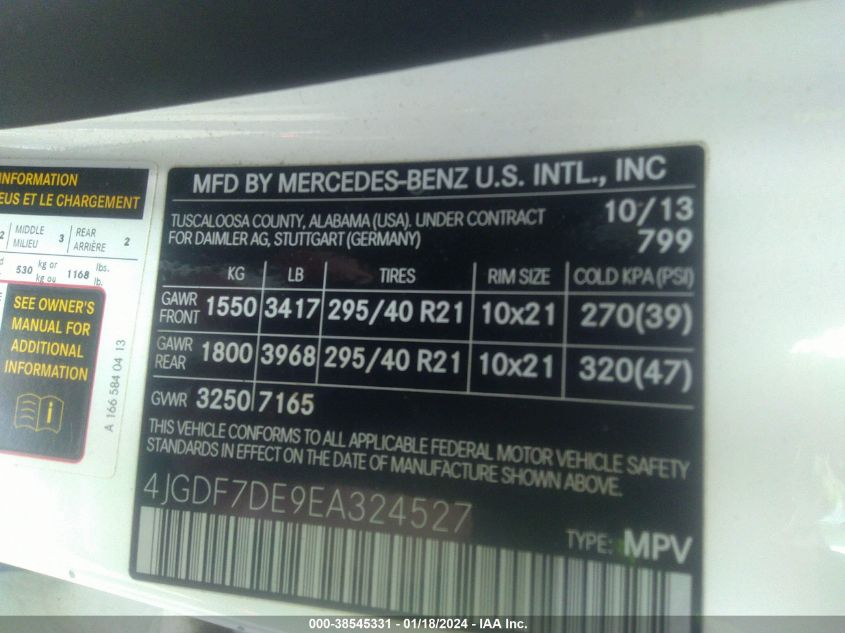 INFORMATION
EUS ET LE CHARGEMENT
2 MIDDLE MILIEU 3 REAR ARRIÈRE 2
530 kg or kg ou 1168 lbs. lb.
SEE OWNER'S
MANUAL FOR
ADDITIONAL
INFORMATION
A 166 584 04 13
MFD BY MERCEDES-BENZ U.S. INTL., INC
TUSCALOOSA COUNTY, ALABAMA (USA). UNDER CONTRACT 10/13
FOR DAIMLER AG, STUTTGART (GERMANY) 799
KG LB TIRES RIM SIZE COLD KPA (PSI)
GAWR FRONT 1550 3417 295/40 R21 10x21 270(39)
GAWR REAR 1800 3968 295/40 R21 10x21 320(47)
GVWR 3250 7165
THIS VEHICLE CONFORMS TO ALL APPLICABLE FEDERAL MOTOR VEHICLE SAFETY
STANDARDS IN EFFECT ON THE DATE OF MANUFACTURE SHOWN ABOVE.
4JGDF7DE9EA324527
TYPE: MPV
000-38545331 - 01/18/2024 - IAA Inc.